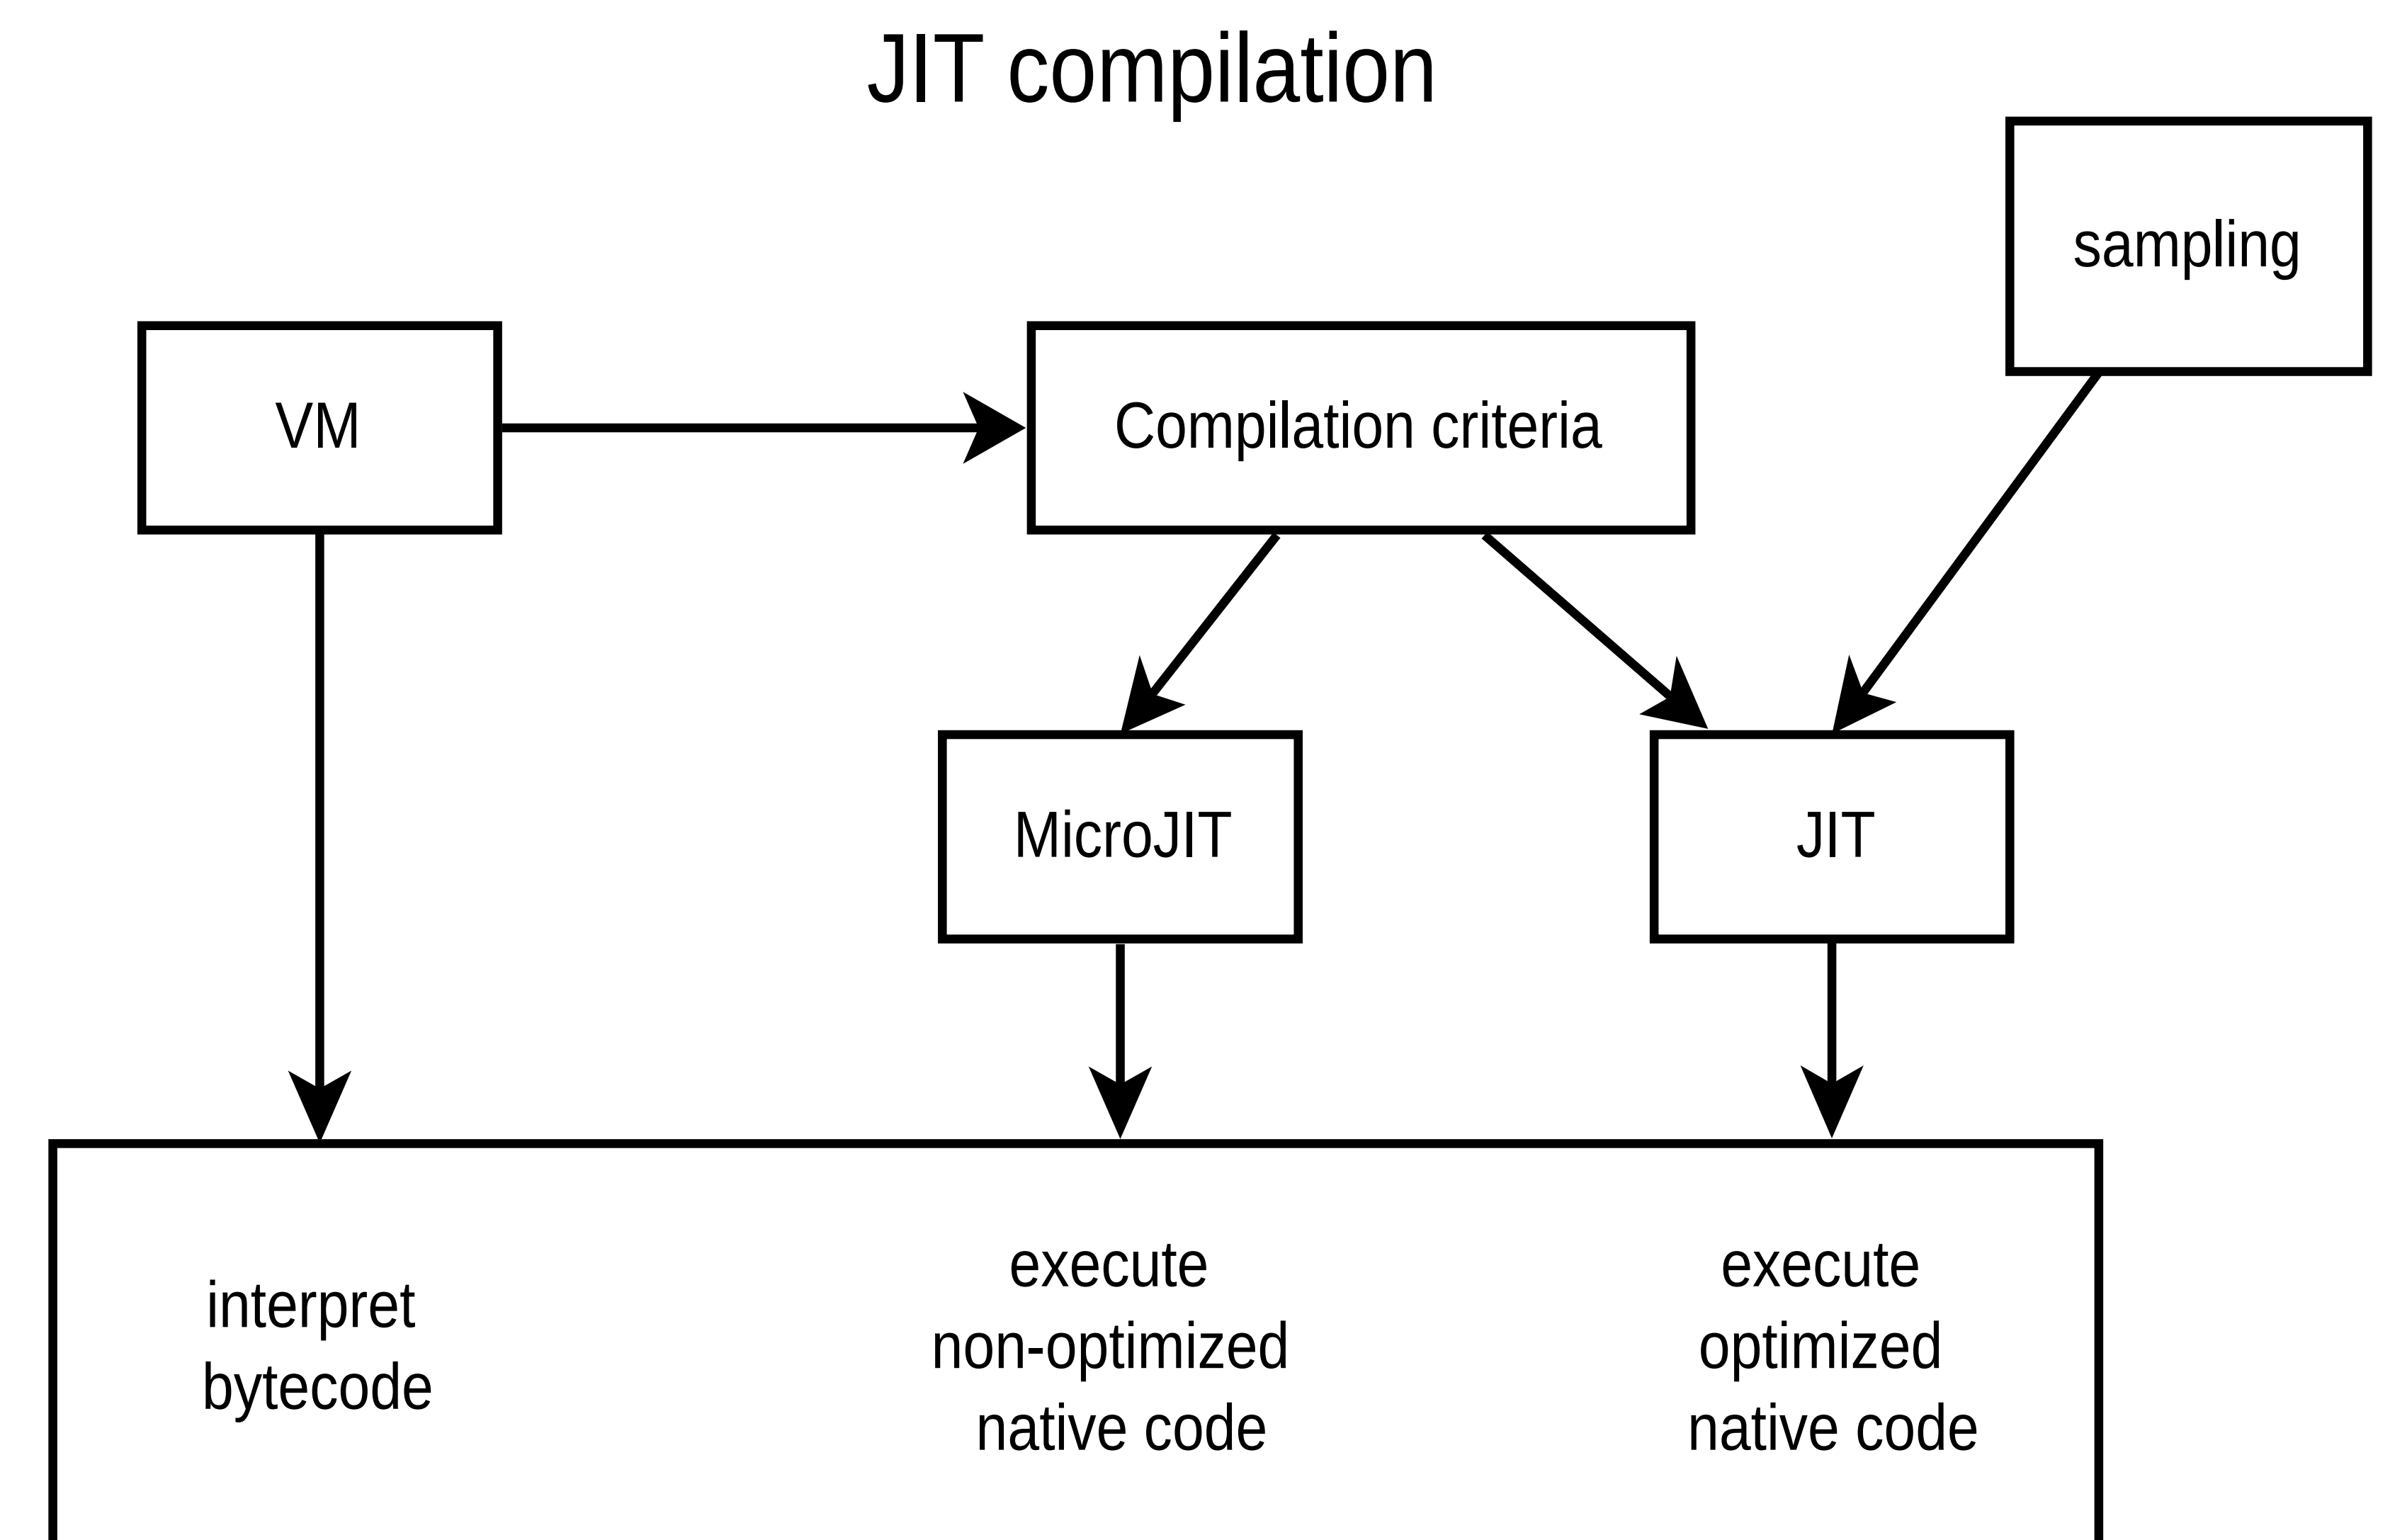 JIT compilation
sampling
VM
Compilation criteria
MicroJIT
JIT
interpret
bytecode
execute
non-optimized
native code
execute
optimized
native code